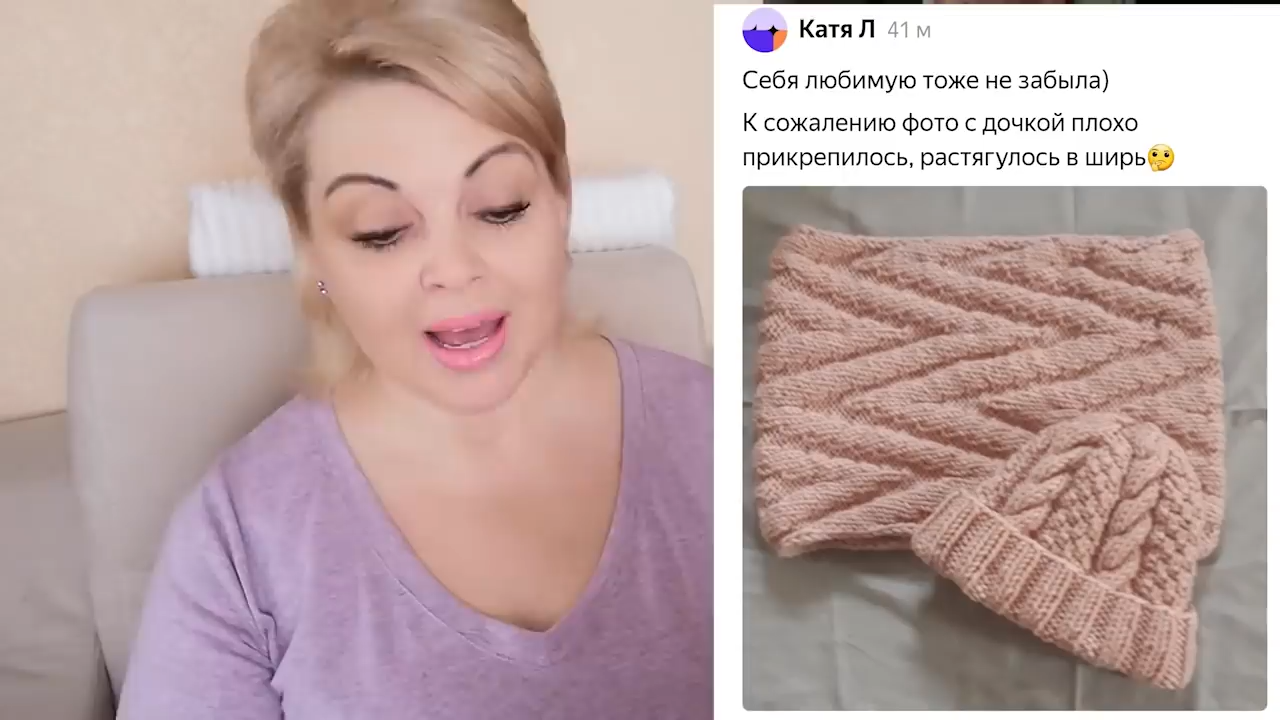 Катя Л 41 м
Себя любимую тоже не забыла)
К сожалению фото с дочкой плохо
прикрепилось, растягулось в ширь🤔